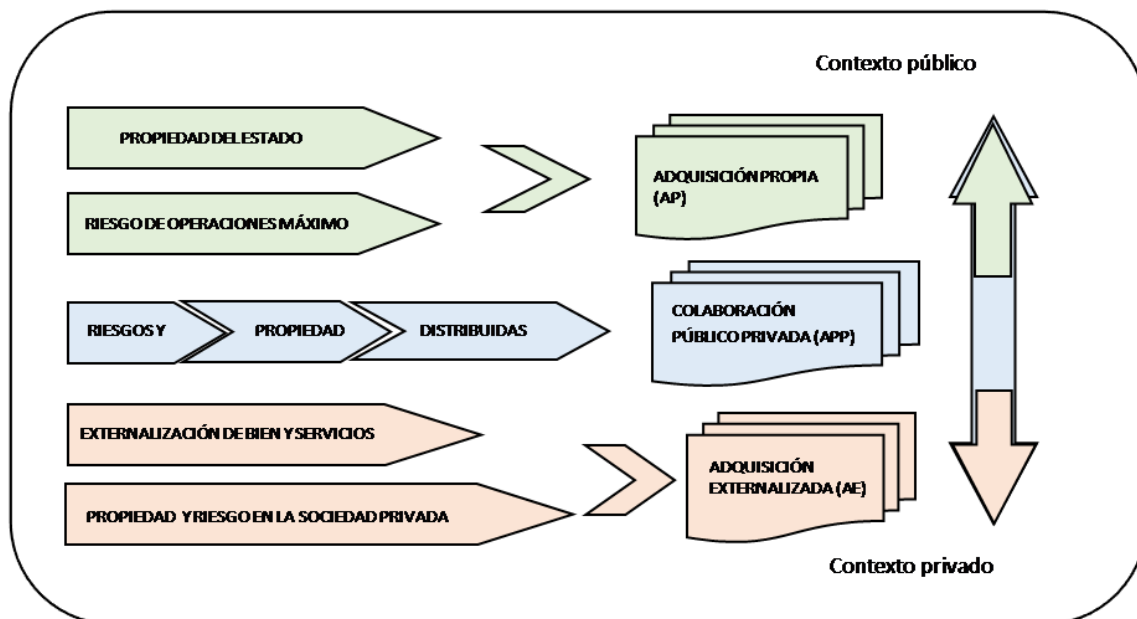 Contexto público
PROPIEDAD DEL ESTADO
RIESGO DE OPERACIONES MÁXIMO
ADQUISICIÓN PROPIA
(AP)
RIESGOS Y
PROPIEDAD
DISTRIBUIDAS
COLABORACIÓN
PÚBLICO PRIVADA (APP)
EXTERNALIZACIÓN DE BIEN Y SERVICIOS
PROPIEDAD Y RIESGO EN LA SOCIEDAD PRIVADA
ADQUISICIÓN
EXTERNALIZADA (AE)
Contexto privado